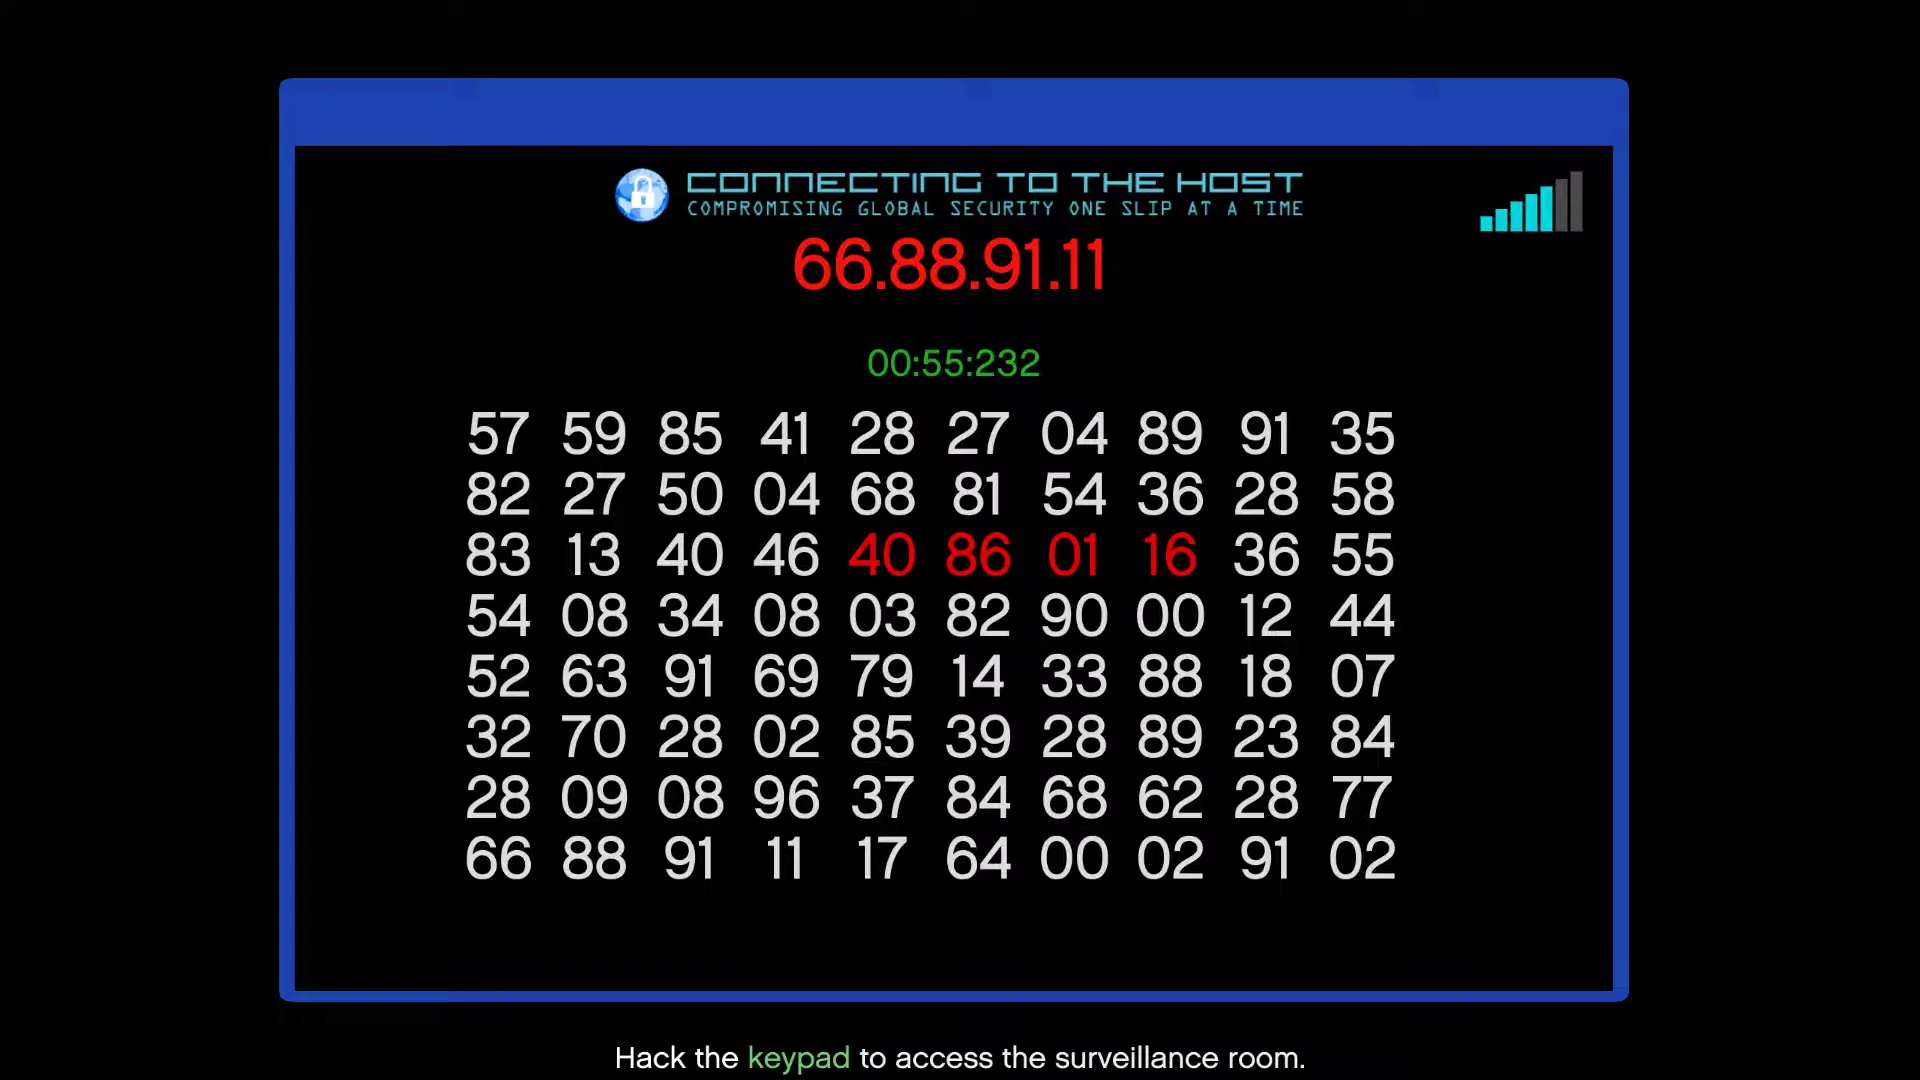 CONNECTING TO THE HOST
COMPROMISING GLOBAL SECURITY ONE SLIP AT A TIME
66.88.91.11
00:55:232
57 59 85 41 28 27 04 89 91 35
82 27 50 04 68 81 54 36 28 58
83 13 40 46 40 86 01 16 36 55
54 08 34 08 03 82 90 00 12 44
52 63 91 69 79 14 33 88 18 07
32 70 28 02 85 39 28 89 23 84
28 09 08 96 37 84 68 62 28 77
66 88 91 11 17 64 00 02 91 02
Hack the keypad to access the surveillance room.